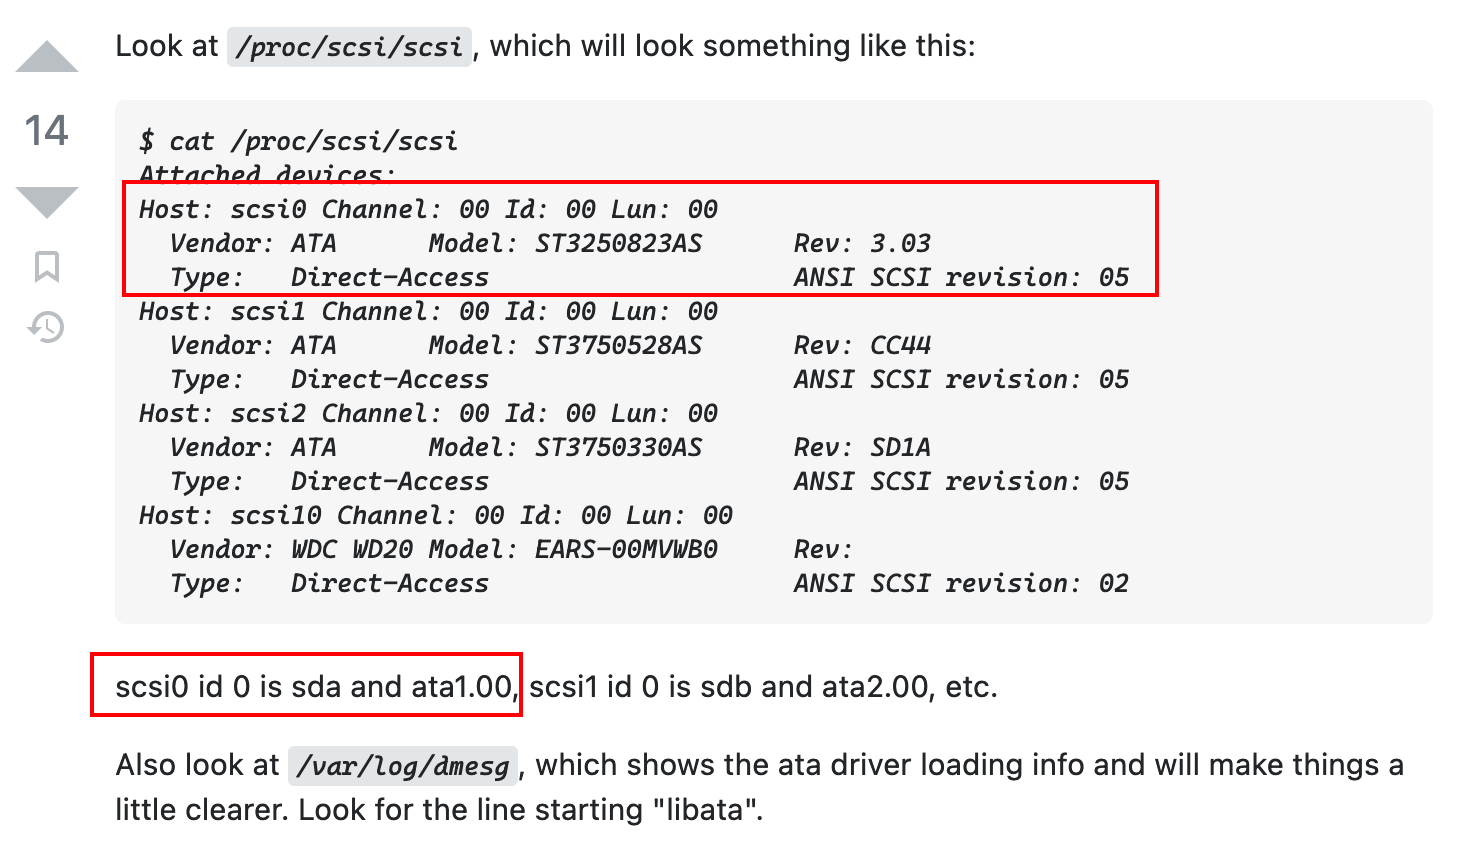 Look at /proc/scsi/scsi, which will look something like this:
14
$ cat /proc/scsi/scsi
Attached devices:
Host: scsi0 Channel: 00 Id: 00 Lun: 00
  Vendor: ATA      Model: ST3250823AS      Rev: 3.03
  Type:   Direct-Access                    ANSI SCSI revision: 05
Host: scsi1 Channel: 00 Id: 00 Lun: 00
  Vendor: ATA      Model: ST3750528AS      Rev: CC44
  Type:   Direct-Access                    ANSI SCSI revision: 05
Host: scsi2 Channel: 00 Id: 00 Lun: 00
  Vendor: ATA      Model: ST3750330AS      Rev: SD1A
  Type:   Direct-Access                    ANSI SCSI revision: 05
Host: scsi10 Channel: 00 Id: 00 Lun: 00
  Vendor: WDC WD20 Model: EARS-00MVWB0     Rev:
  Type:   Direct-Access                    ANSI SCSI revision: 02
scsi0 id 0 is sda and ata1.00, scsi1 id 0 is sdb and ata2.00, etc.
Also look at /var/log/dmesg, which shows the ata driver loading info and will make things a
little clearer. Look for the line starting "libata".